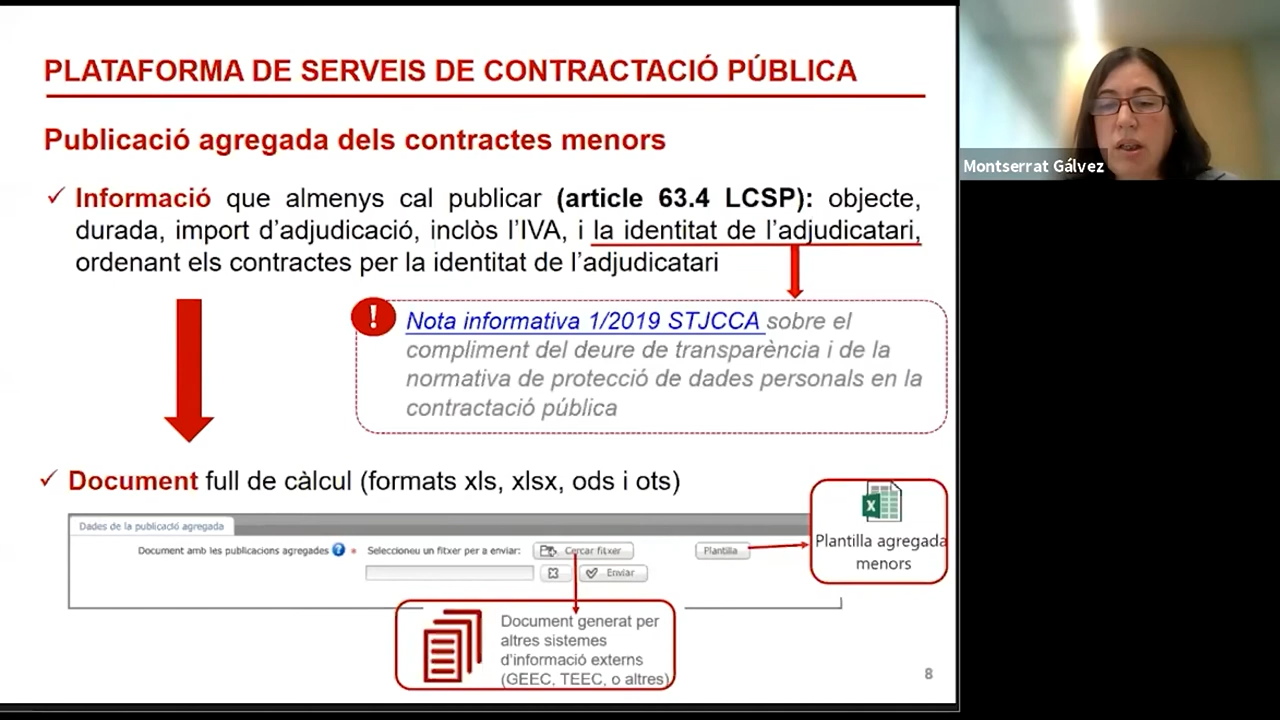 PLATAFORMA DE SERVEIS DE CONTRACTACIÓ PÚBLICA
Publicació agregada dels contractes menors
Informació que almenys cal publicar (article 63.4 LCSP): objecte,
durada, import d’adjudicació, inclòs l’IVA, i la identitat de l’adjudicatari,
ordenant els contractes per la identitat de l’adjudicatari
!
Nota informativa 1/2019 STJCCA sobre el
compliment del deure de transparència i de la
normativa de protecció de dades personals en la
contractació pública
Document full de càlcul (formats xls, xlsx, ods i ots)
Dades de la publicació agregada
Document amb les publicacions agregades ? * Seleccioneu un fitxer per a enviar: Cercar fitxer Plantilla
Enviar
Plantilla agregada
menors
Document generat per
altres sistemes
d’informació externs
(GEEC, TEEC, o altres)
8
Montserrat Gálvez